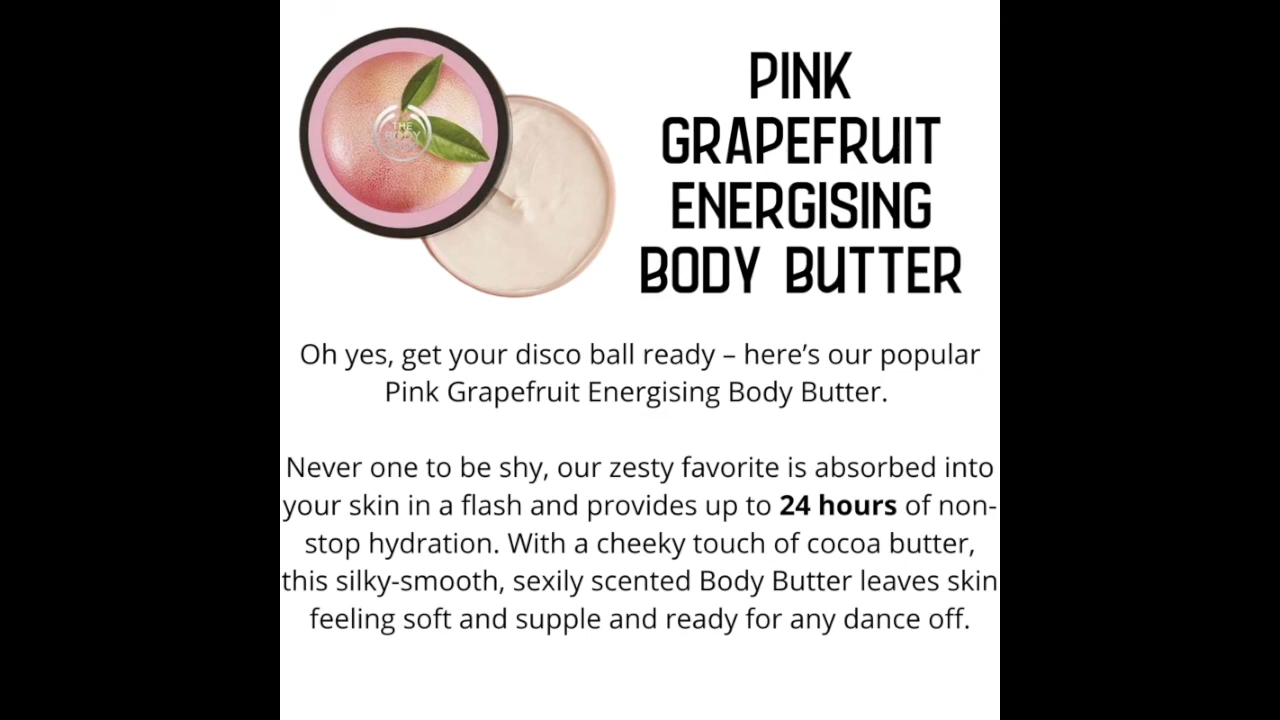 THE
BODY
PINK
GRAPEFRUIT
ENERGISING
BODY BUTTER
Oh yes, get your disco ball ready – here's our popular
Pink Grapefruit Energising Body Butter.
Never one to be shy, our zesty favorite is absorbed into
your skin in a flash and provides up to 24 hours of non-
stop hydration. With a cheeky touch of cocoa butter,
this silky-smooth, sexily scented Body Butter leaves skin
feeling soft and supple and ready for any dance off.